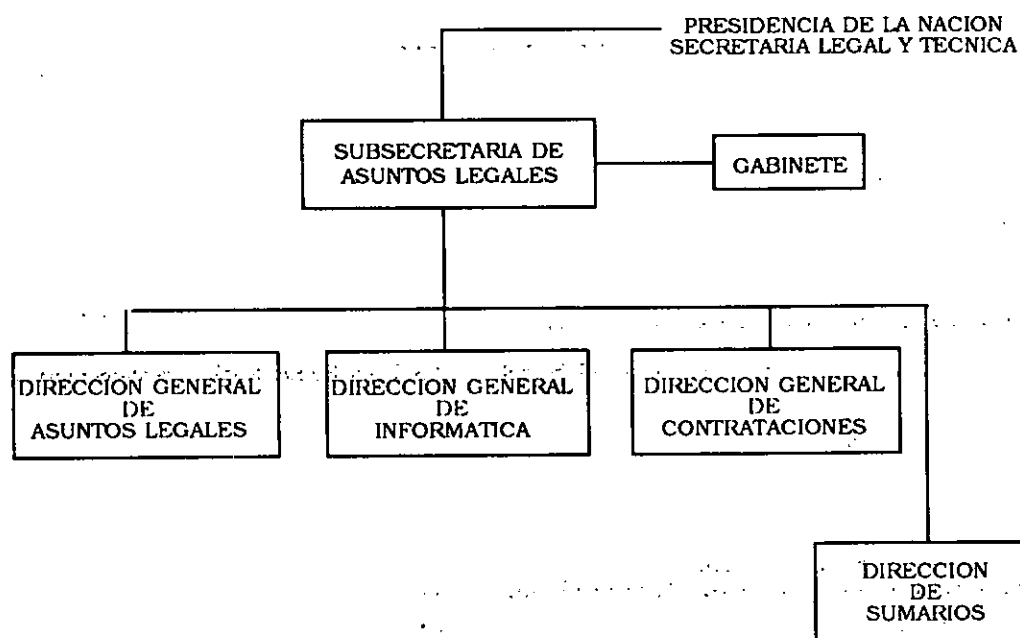 PRESIDENCIA DE LA NACION
SECRETARIA LEGAL Y TECNICA
SUBSECRETARIA DE
ASUNTOS LEGALES
GABINETE
DIRECCION GENERAL
DE
ASUNTOS LEGALES
DIRECCION GENERAL
DE
INFORMATICA
DIRECCION GENERAL
DE
CONTRATACIONES
DIRECCION
DE
SUMARIOS